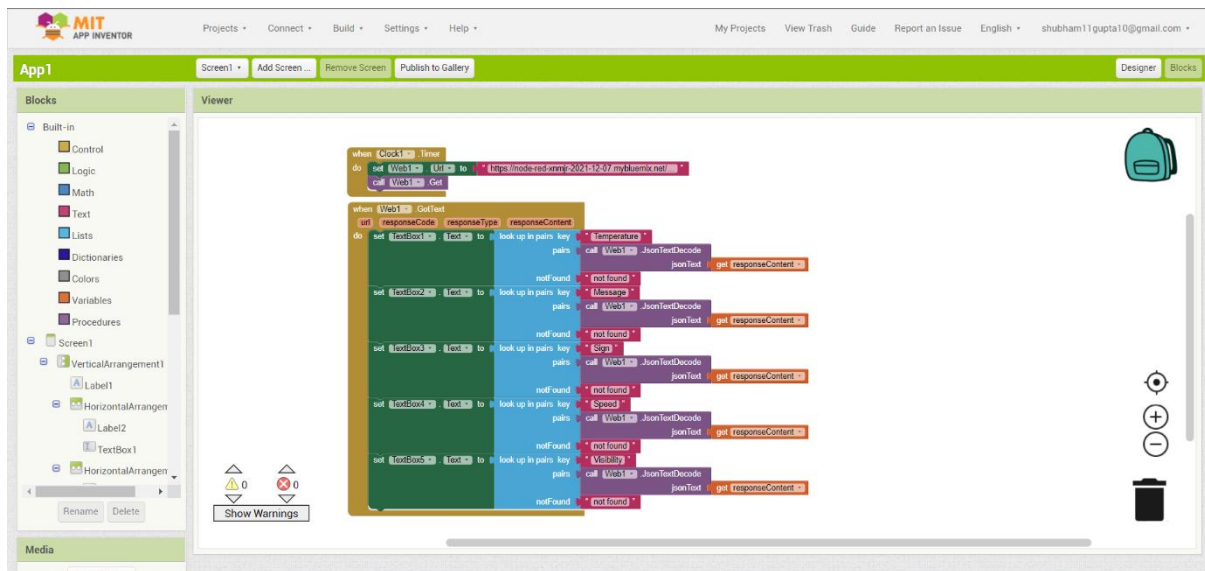 MIT
APP INVENTOR
Projects Connect Build Settings Help My Projects View Trash Guide Report an Issue English shubham11gupta10@gmail.com
App1 Screen1 Add Screen ... Remove Screen Publish to Gallery Designer Blocks
Blocks
Built-in
Control
Logic
Math
Text
Lists
Dictionaries
Colors
Variables
Procedures
Screen1
VerticalArrangement1
Label1
HorizontalArrangem
Label2
TextBox1
HorizontalArrangem
Rename Delete
Media
Viewer
when Clock1 .Timer
do set Web1 . Url to " https://node-red-xnmjr-2021-12-07.mybluemix.net/... "
call Web1 .Get
when Web1 .GotText
url responseCode responseType responseContent
do set TextBox1 . Text to look up in pairs key " Temperature "
pairs call Web1 .JsonTextDecode
jsonText get responseContent
notFound " not found "
set TextBox2 . Text to look up in pairs key " Message "
pairs call Web1 .JsonTextDecode
jsonText get responseContent
notFound " not found "
set TextBox3 . Text to look up in pairs key " Sign "
pairs call Web1 .JsonTextDecode
jsonText get responseContent
notFound " not found "
set TextBox4 . Text to look up in pairs key " Speed "
pairs call Web1 .JsonTextDecode
jsonText get responseContent
notFound " not found "
set TextBox5 . Text to look up in pairs key " Visibility "
pairs call Web1 .JsonTextDecode
jsonText get responseContent
notFound " not found "
0 0
Show Warnings